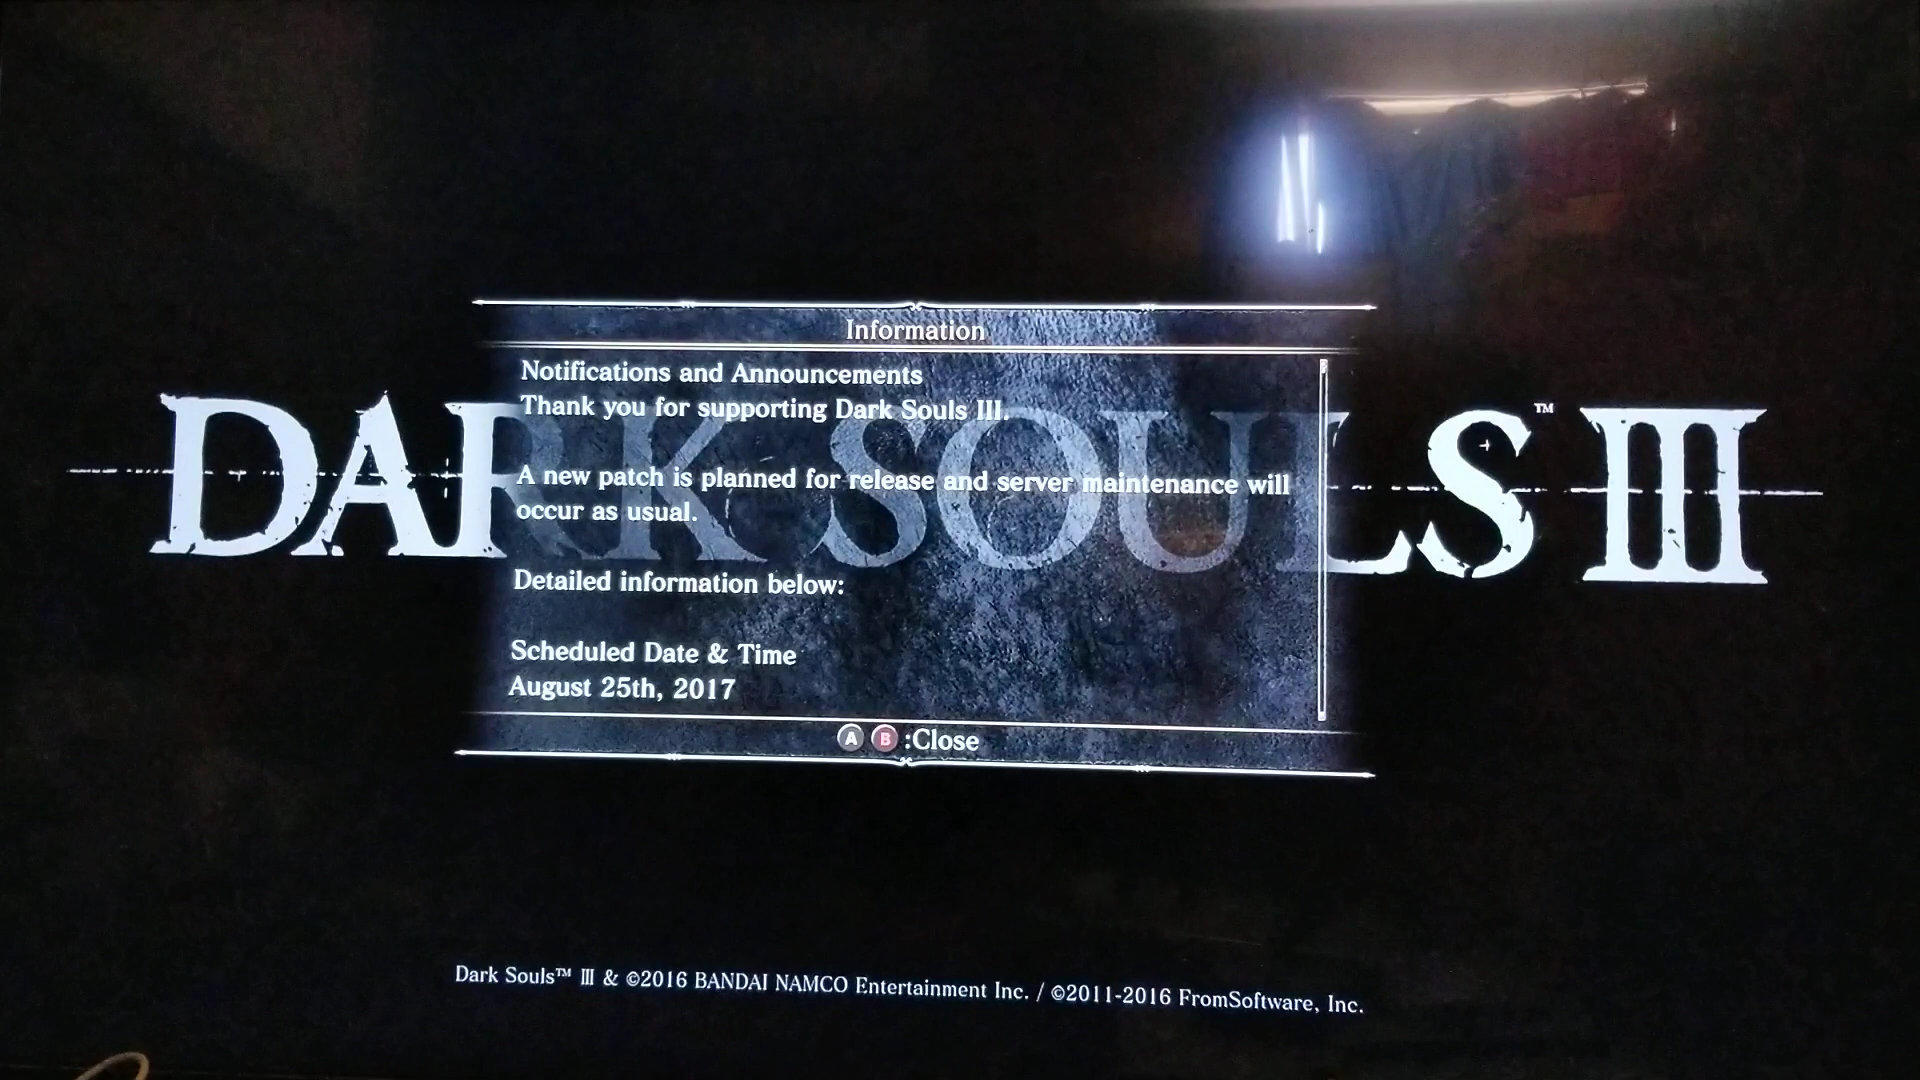 Information
Notifications and Announcements
Thank you for supporting Dark Souls III.
A new patch is planned for release and server maintenance will
occur as usual.
Detailed information below:
Scheduled Date & Time
August 25th, 2017
A B :Close
DARK SOULS III ™
Dark Souls™ III & ©2016 BANDAI NAMCO Entertainment Inc. / ©2011-2016 FromSoftware, Inc.